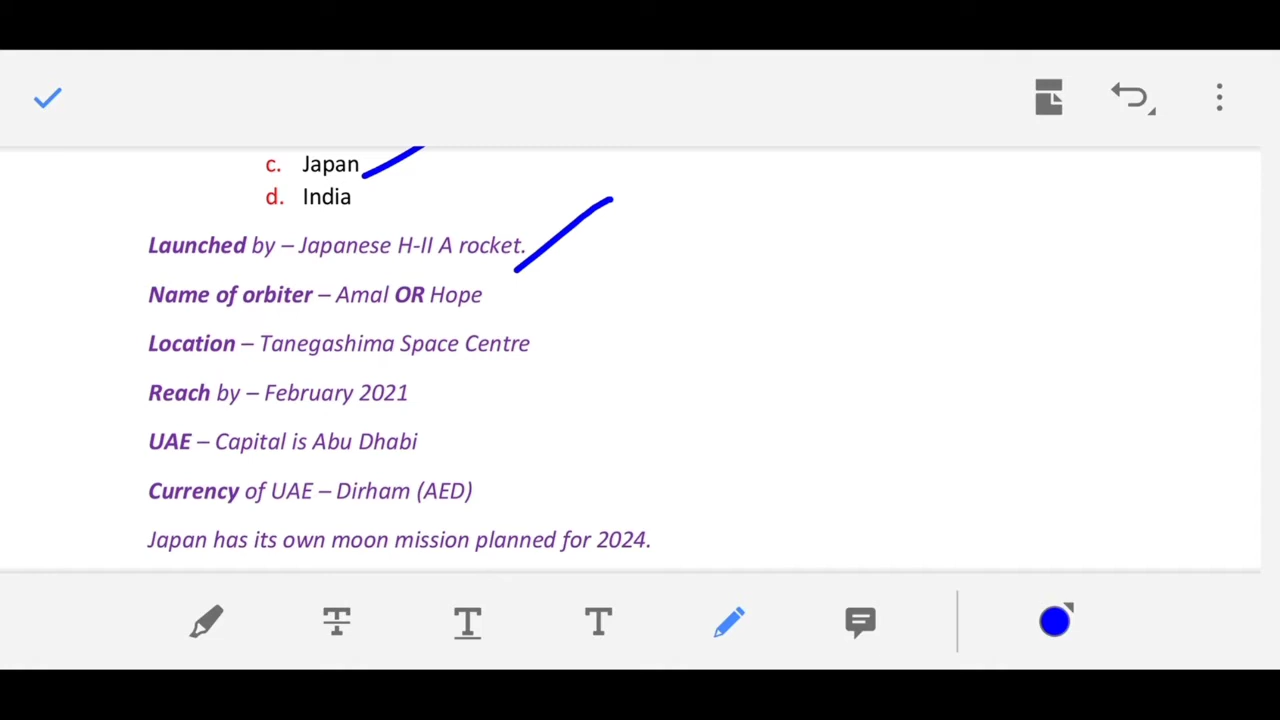 c. Japan
d. India
Launched by – Japanese H-II A rocket.
Name of orbiter – Amal OR Hope
Location – Tanegashima Space Centre
Reach by – February 2021
UAE – Capital is Abu Dhabi
Currency of UAE – Dirham (AED)
Japan has its own moon mission planned for 2024.